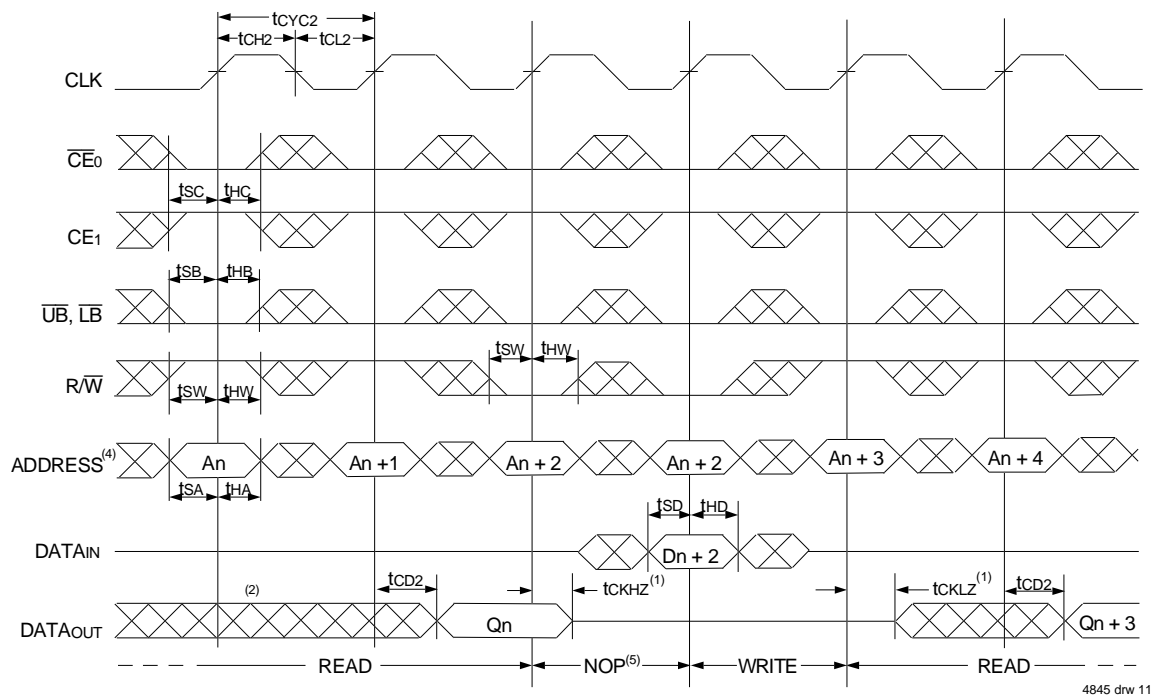 tCYC2
tCH2 tCL2
CLK
CE0
tSC tHC
CE1
tSB tHB
UB, LB
tSW tHW
R/W
tSW tHW
ADDRESS(4) An An +1 An + 2 An + 2 An + 3 An + 4
tSA tHA
tSD tHD
DATAIN Dn + 2
(2) tCD2 tCKHZ(1) tCKLZ(1) tCD2
DATAOUT Qn Qn + 3
READ NOP(5) WRITE READ
4845 drw 11